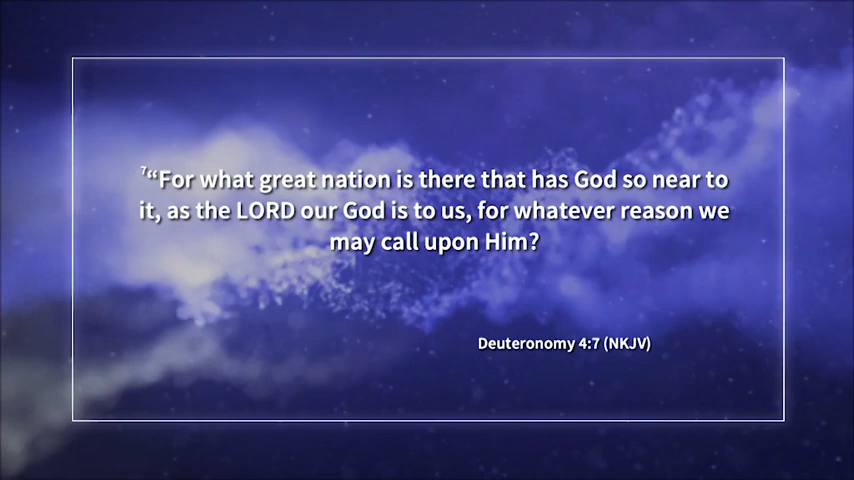 ⁷“For what great nation is there that has God so near to
it, as the LORD our God is to us, for whatever reason we
may call upon Him?
Deuteronomy 4:7 (NKJV)